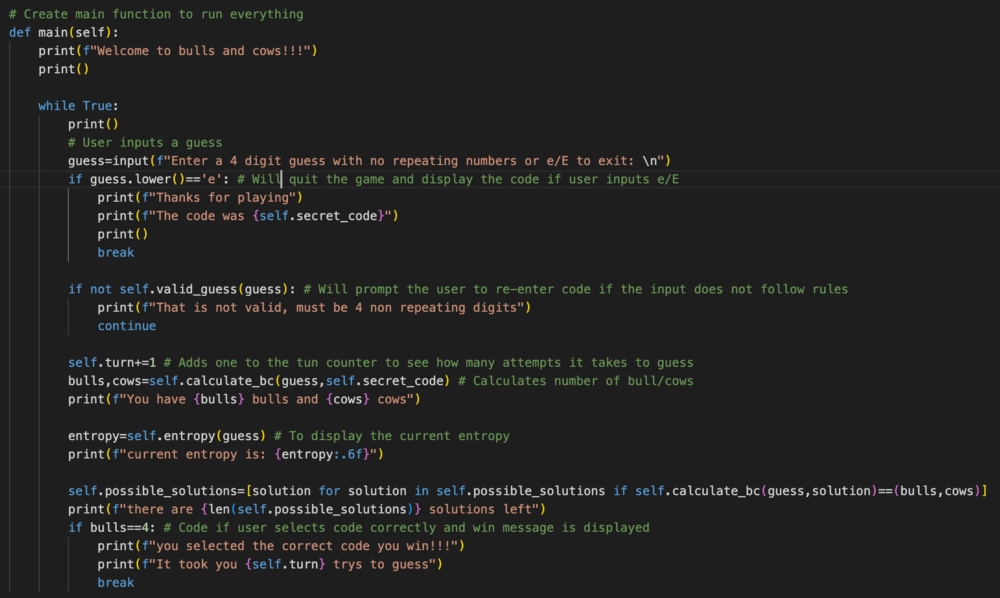 # Create main function to run everything
def main(self):
    print(f"Welcome to bulls and cows!!!")
    print()

    while True:
        print()
        # User inputs a guess
        guess=input(f"Enter a 4 digit guess with no repeating numbers or e/E to exit: \n")
        if guess.lower()=='e': # Will quit the game and display the code if user inputs e/E
            print(f"Thanks for playing")
            print(f"The code was {self.secret_code}")
            print()
            break

        if not self.valid_guess(guess): # Will prompt the user to re-enter code if the input does not follow rules
            print(f"That is not valid, must be 4 non repeating digits")
            continue

        self.turn+=1 # Adds one to the tun counter to see how many attempts it takes to guess
        bulls,cows=self.calculate_bc(guess,self.secret_code) # Calculates number of bull/cows
        print(f"You have {bulls} bulls and {cows} cows")

        entropy=self.entropy(guess) # To display the current entropy
        print(f"current entropy is: {entropy:.6f}")

        self.possible_solutions=[solution for solution in self.possible_solutions if self.calculate_bc(guess,solution)==(bulls,cows)]
        print(f"there are {len(self.possible_solutions)} solutions left")
        if bulls==4: # Code if user selects code correctly and win message is displayed
            print(f"you selected the correct code you win!!!")
            print(f"It took you {self.turn} trys to guess")
            break